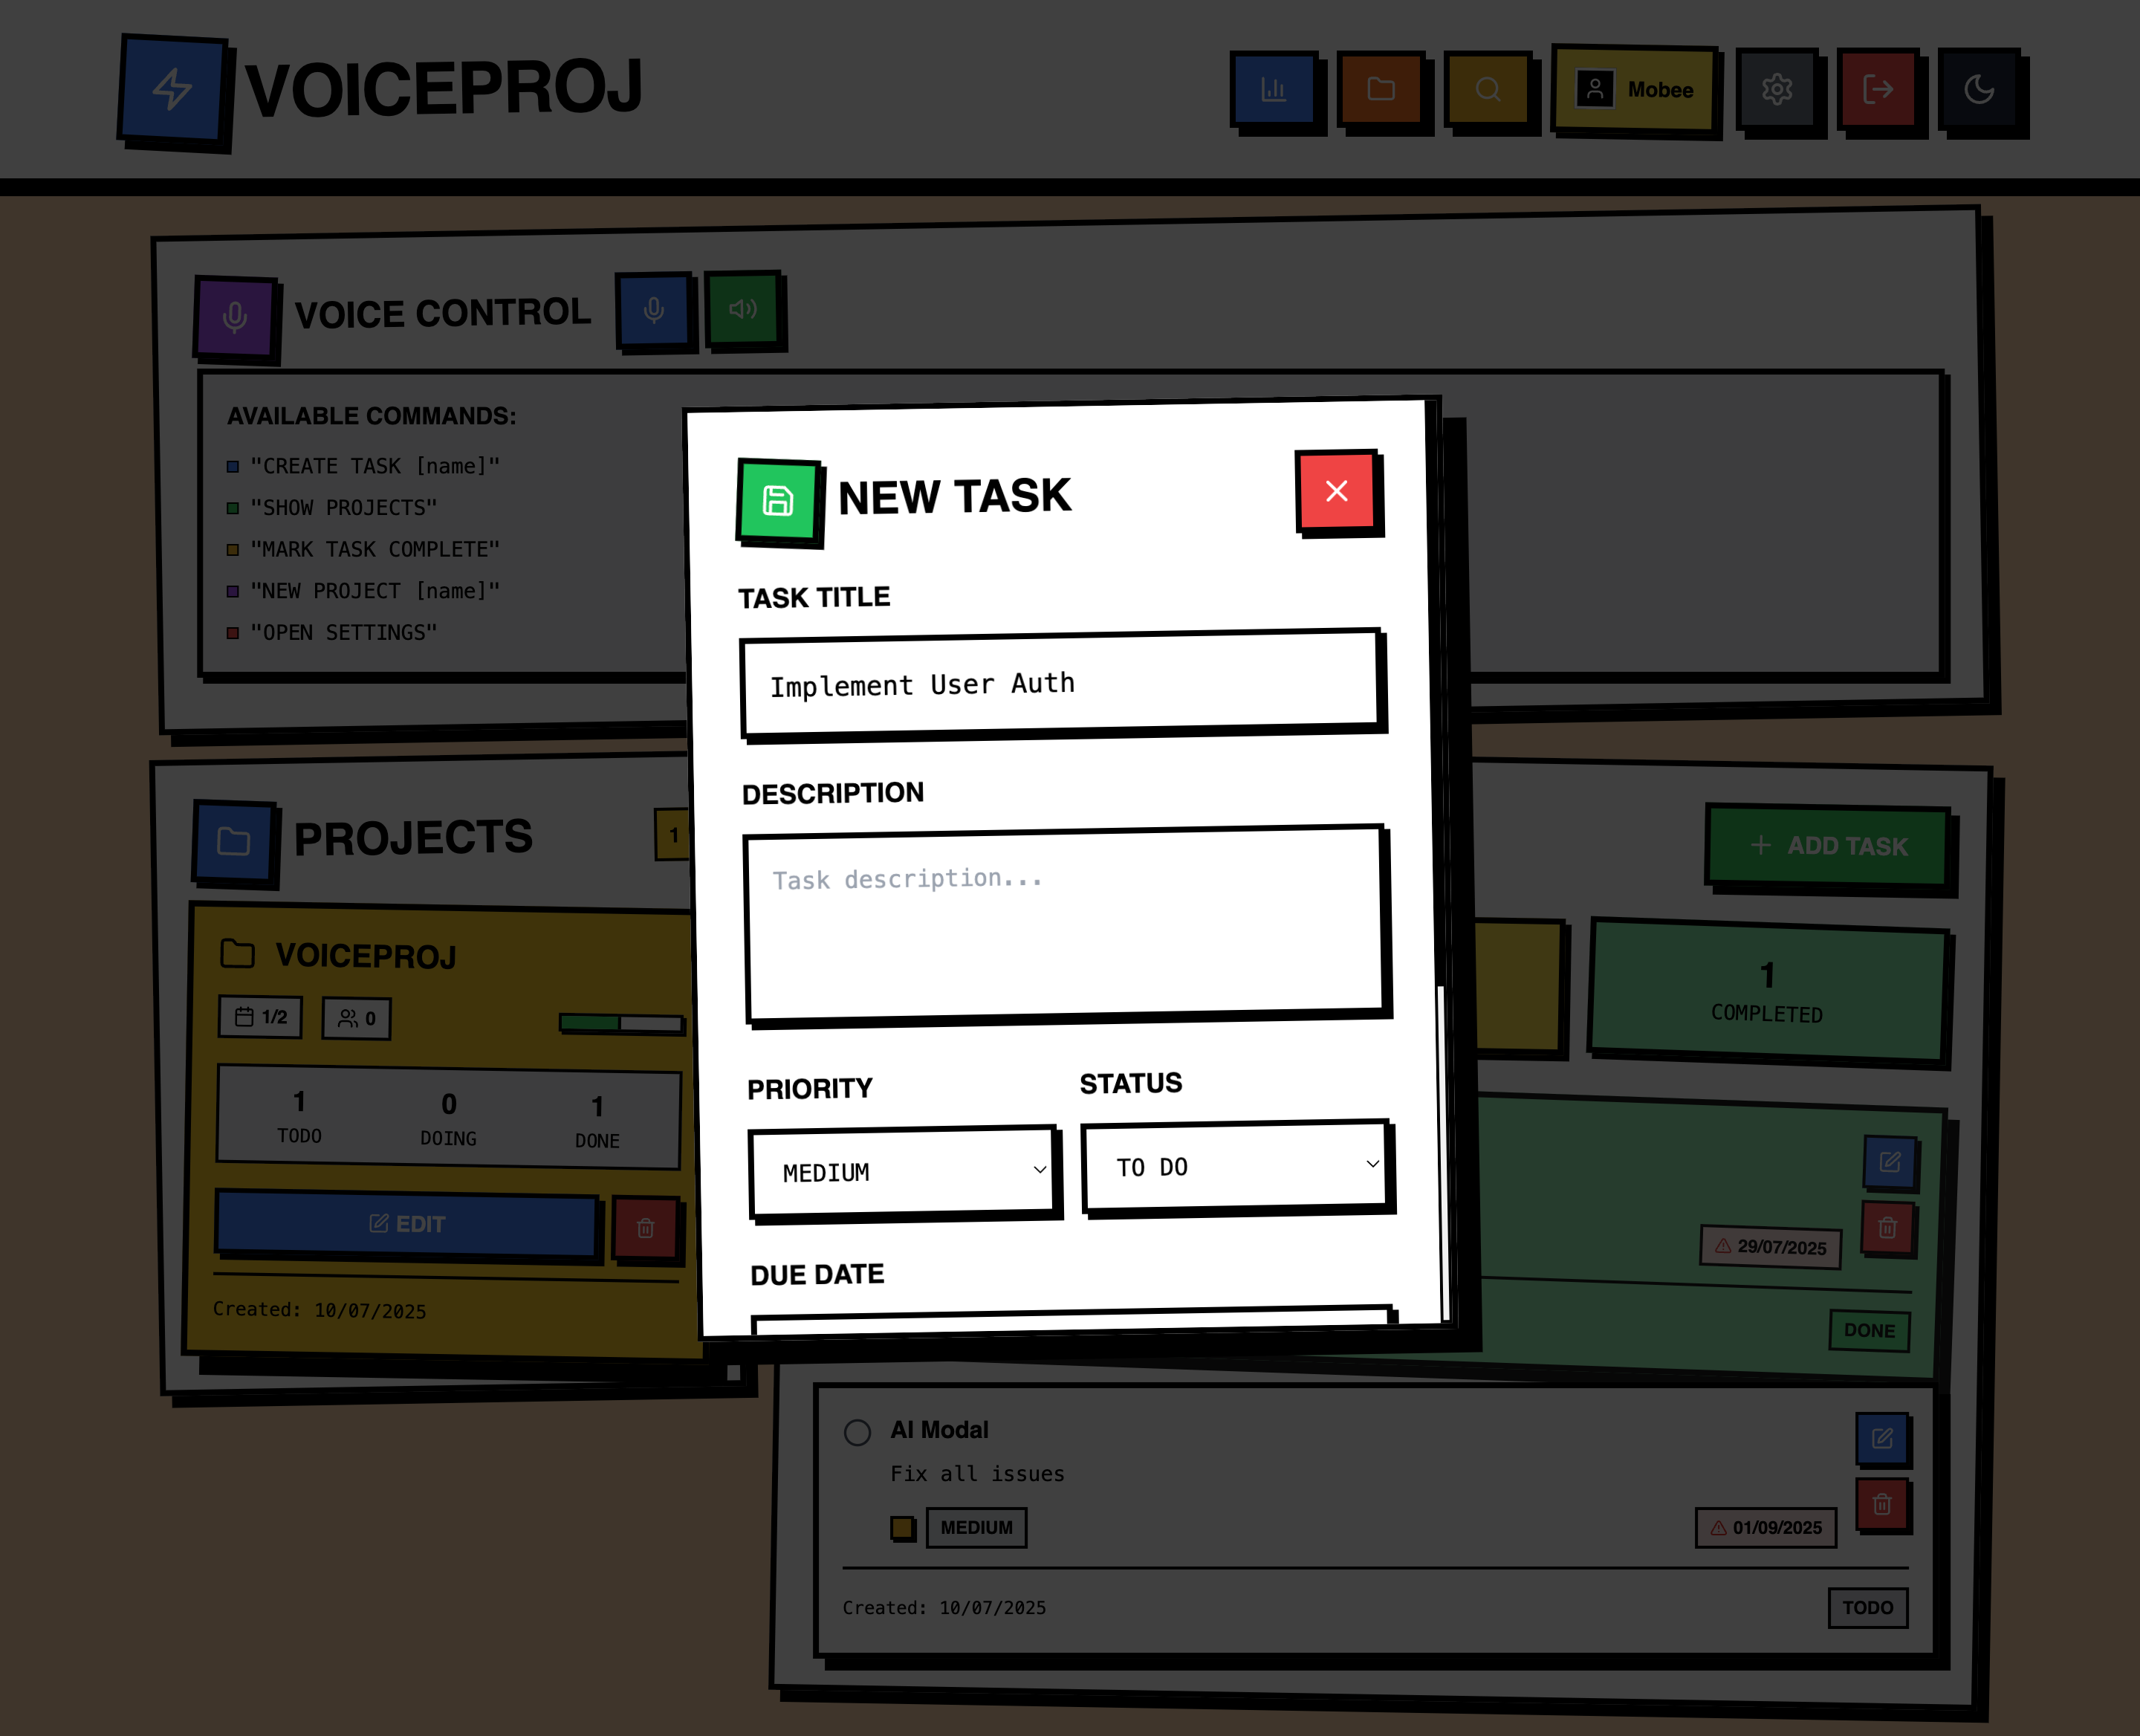 VOICEPROJ
Mobee
VOICE CONTROL
AVAILABLE COMMANDS:
"CREATE TASK [name]"
"SHOW PROJECTS"
"MARK TASK COMPLETE"
"NEW PROJECT [name]"
"OPEN SETTINGS"
NEW TASK
TASK TITLE
Implement User Auth
DESCRIPTION
Task description...
PRIORITY
STATUS
MEDIUM
TO DO
DUE DATE
PROJECTS
1
VOICEPROJ
1/2
0
1
0
1
TODO
DOING
DONE
EDIT
Created: 10/07/2025
ADD TASK
1
COMPLETED
29/07/2025
DONE
AI Modal
Fix all issues
MEDIUM
01/09/2025
Created: 10/07/2025
TODO